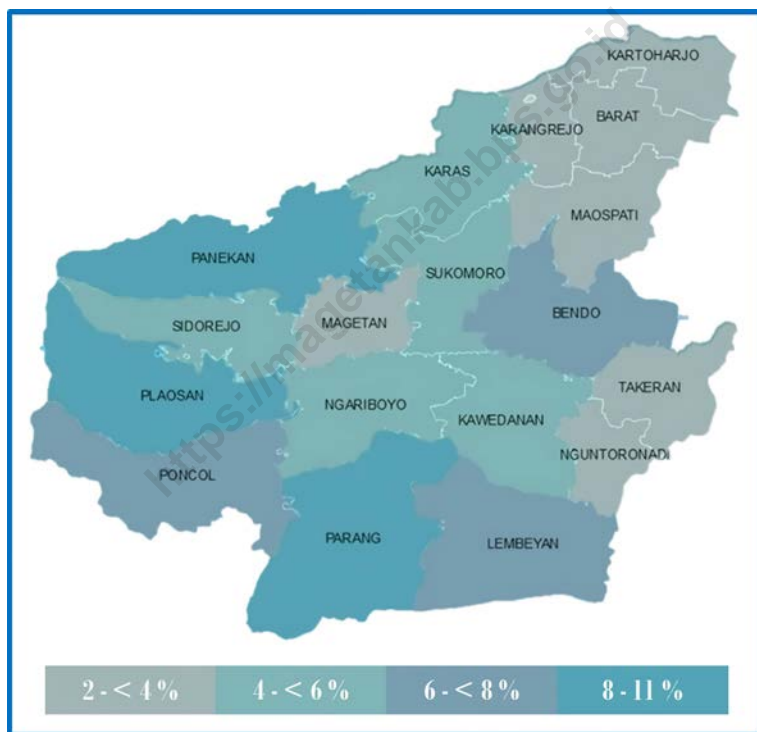 KARTOHARJO
KARANGREJO
BARAT
KARAS
MAOSPATI
PANEKAN
SUKOMORO
BENDO
SIDOREJO
MAGETAN
TAKERAN
PLAOSAN
NGARIBOYO
KAWEDANAN
NGUNTORONADI
PONCOL
PARANG
LEMBEYAN
2 - < 4 %
4 - < 6 %
6 - < 8 %
8 - 11 %
https://magetankab.bps.go.id